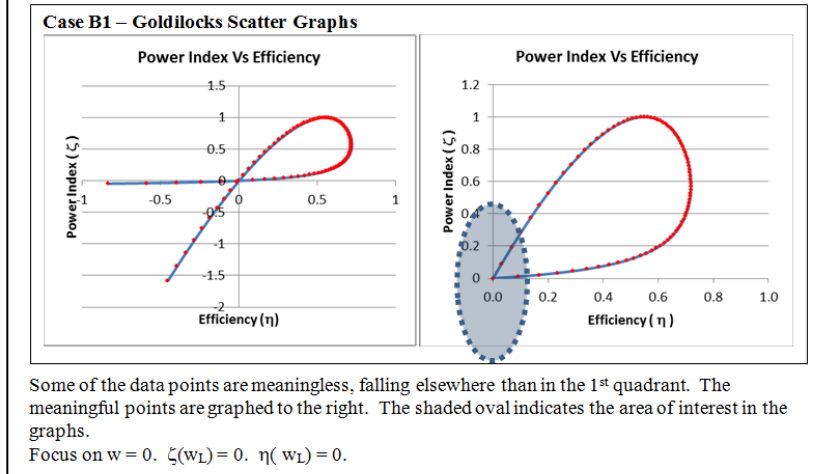 Case B1 – Goldilocks Scatter Graphs
Power Index Vs Efficiency
1.5
1
0.5
0
-1 -0.5 0 0.5 1
-0.5
-1
-1.5
-2
Power Index ( ζ )
Efficiency (η)
Power Index Vs Efficiency
1.2
1
0.8
0.6
0.4
0.2
0
0.0 0.2 0.4 0.6 0.8 1.0
Power Index ( ζ )
Efficiency ( η )
Some of the data points are meaningless, falling elsewhere than in the 1st quadrant. The
meaningful points are graphed to the right. The shaded oval indicates the area of interest in the
graphs.
Focus on w = 0. ζ(wL) = 0. η( wL) = 0.